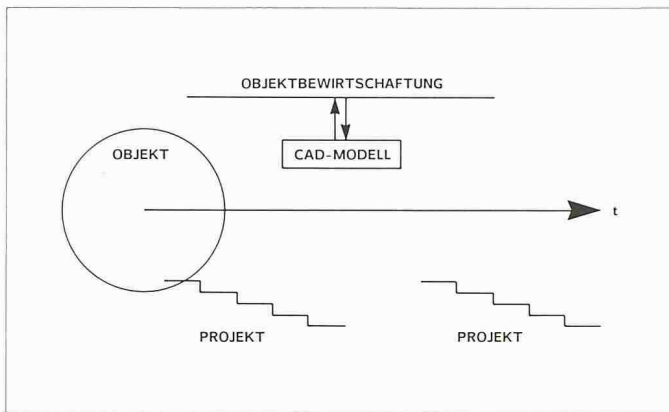 OBJEKTBEWIRTSCHAFTUNG
OBJEKT
CAD-MODELL
t
PROJEKT
PROJEKT